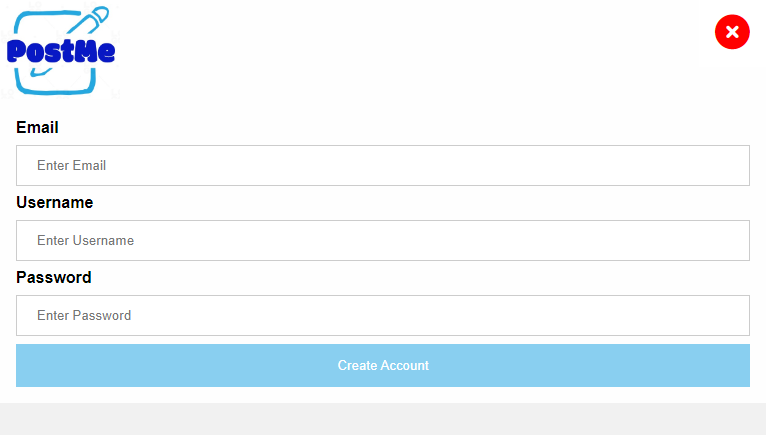 PostMe
Email
Enter Email
Username
Enter Username
Password
Enter Password
Create Account